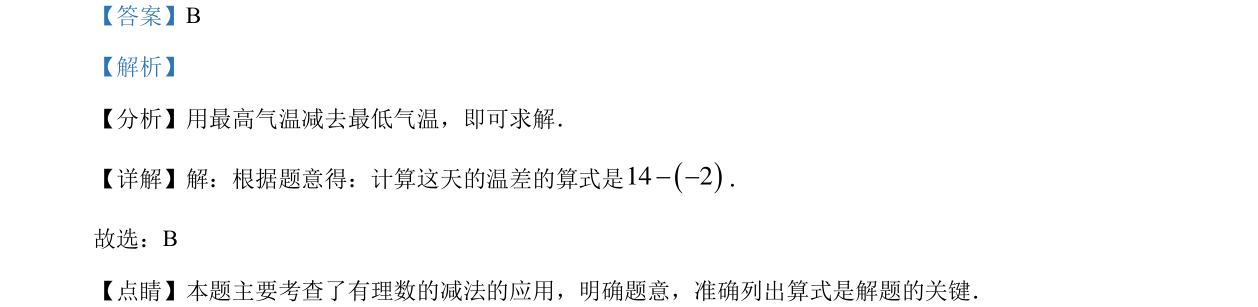 【答案】B
【解析】
【分析】用最高气温减去最低气温，即可求解．
【详解】解：根据题意得：计算这天的温差的算式是14−(−2)．
故选：B
【点睛】本题主要考查了有理数的减法的应用，明确题意，准确列出算式是解题的关键．